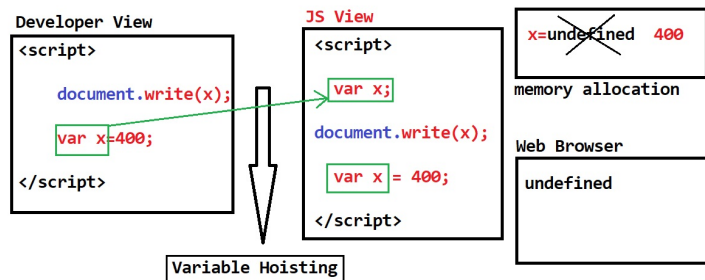 Developer View
<script>
document.write(x);
var x=400;
</script>
Variable Hoisting
JS View
<script>
var x;
document.write(x);
var x = 400;
</script>
x=undefined 400
memory allocation
Web Browser
undefined